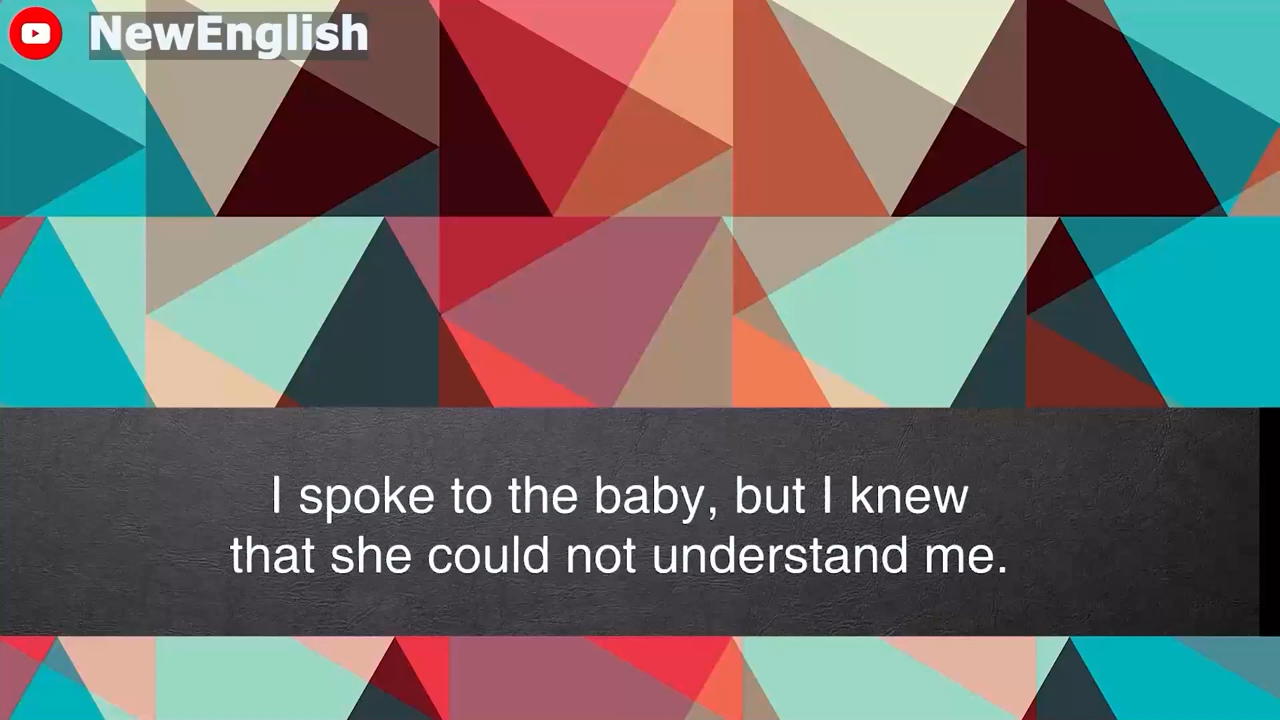 NewEnglish
I spoke to the baby, but I knew
that she could not understand me.